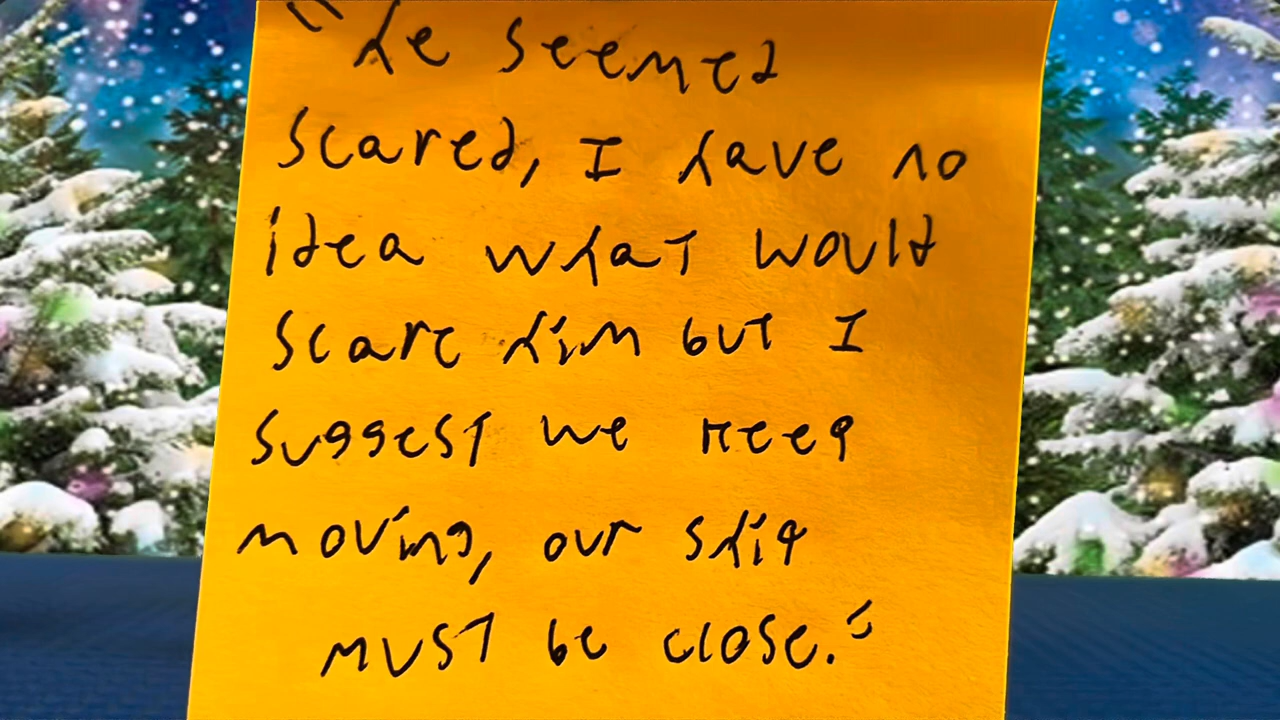 "He seemed
scared, I have no
idea what would
scare him but I
suggest we keep
moving, our ship
must be close."